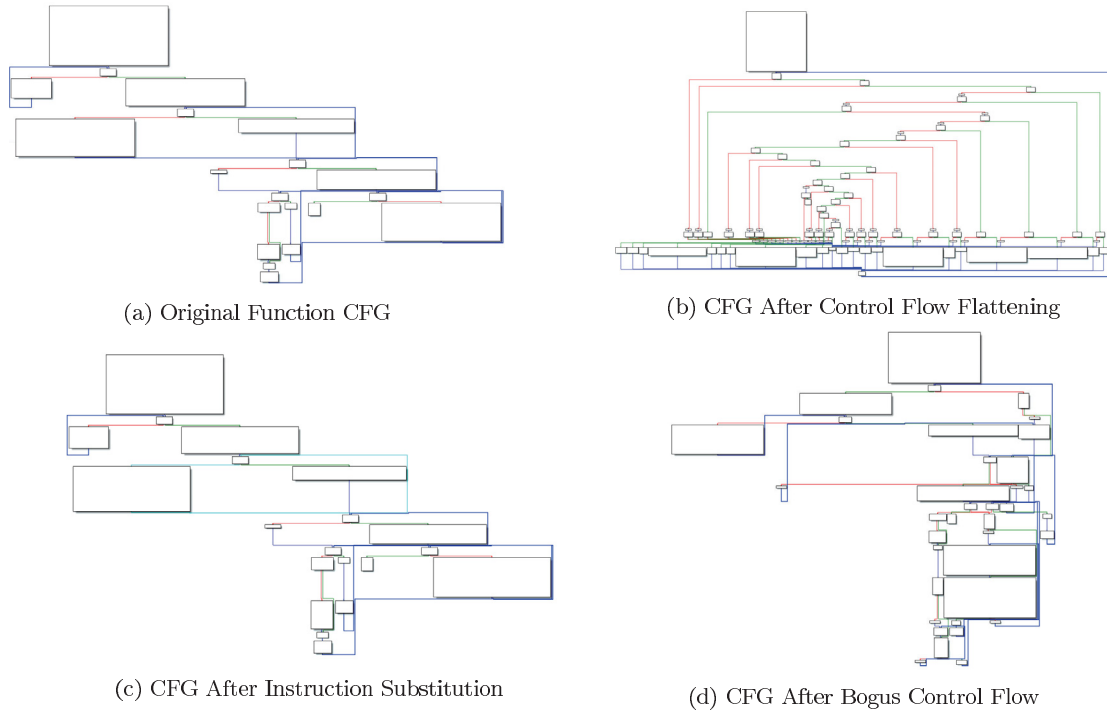 (a) Original Function CFG
(b) CFG After Control Flow Flattening
(c) CFG After Instruction Substitution
(d) CFG After Bogus Control Flow